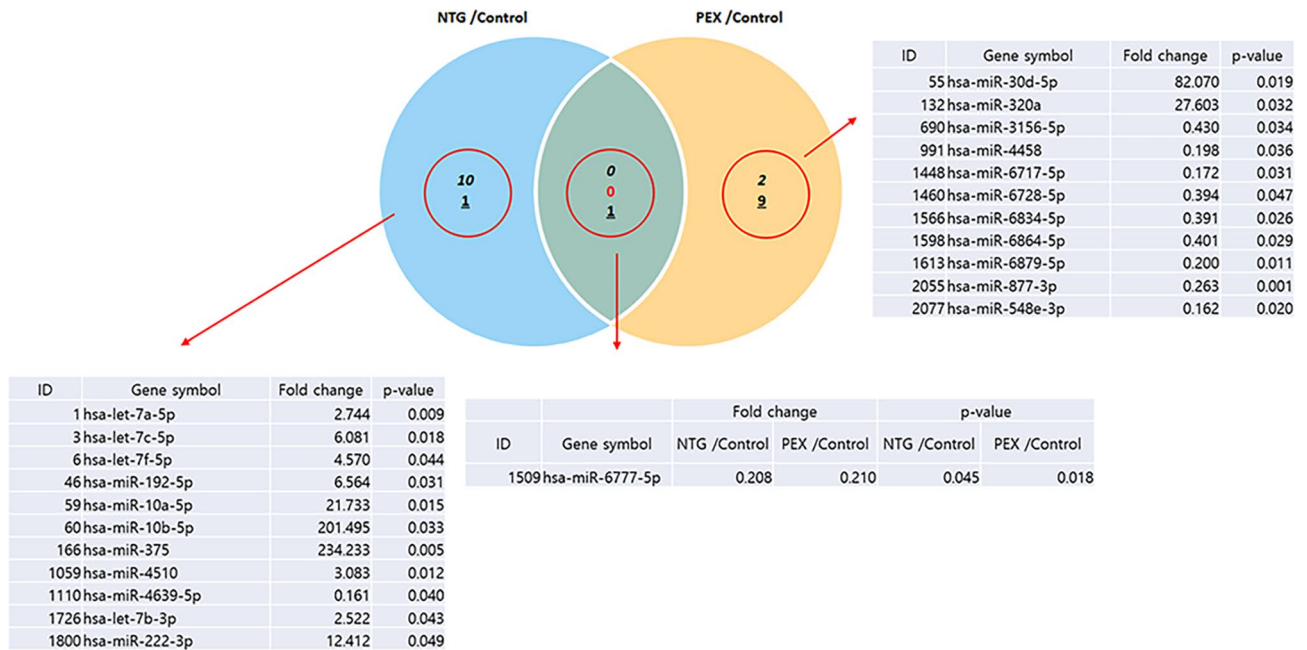 NTG /Control PEX /Control
ID Gene symbol Fold change p-value
55 hsa-miR-30d-5p 82.070 0.019
132 hsa-miR-320a 27.603 0.032
690 hsa-miR-3156-5p 0.430 0.034
991 hsa-miR-4458 0.198 0.036
1448 hsa-miR-6717-5p 0.172 0.031
1460 hsa-miR-6728-5p 0.394 0.047
1566 hsa-miR-6834-5p 0.391 0.026
1598 hsa-miR-6864-5p 0.401 0.029
1613 hsa-miR-6879-5p 0.200 0.011
2055 hsa-miR-877-3p 0.263 0.001
2077 hsa-miR-548e-3p 0.162 0.020
10
1
0
0
1
2
9
ID Gene symbol Fold change p-value
1 hsa-let-7a-5p 2.744 0.009
3 hsa-let-7c-5p 6.081 0.018
6 hsa-let-7f-5p 4.570 0.044
46 hsa-miR-192-5p 6.564 0.031
59 hsa-miR-10a-5p 21.733 0.015
60 hsa-miR-10b-5p 201.495 0.033
166 hsa-miR-375 234.233 0.005
1059 hsa-miR-4510 3.083 0.012
1110 hsa-miR-4639-5p 0.161 0.040
1726 hsa-let-7b-3p 2.522 0.043
1800 hsa-miR-222-3p 12.412 0.049
Fold change p-value
ID Gene symbol NTG /Control PEX /Control NTG /Control PEX /Control
1509 hsa-miR-6777-5p 0.208 0.210 0.045 0.018